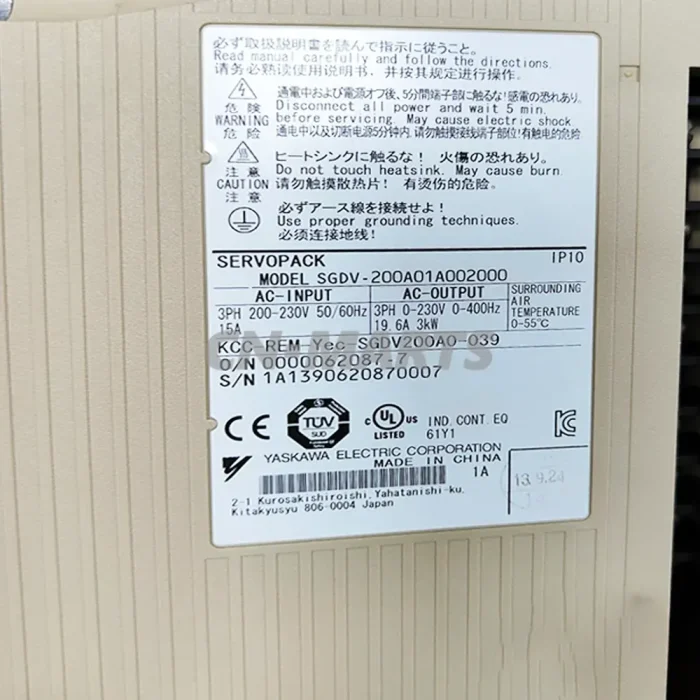 必ず取扱説明書を読んで指示に従うこと。
Read manual carefully and follow the directions.
请务必熟读使用说明书，并按其规定进行操作。
危険
WARNING
危险
通電中および電源オフ後、5分間端子部に触るな！感電の恐れあり。
Disconnect all power and wait 5 min.
before servicing. May cause electric shock
通电中以及切断电源5分钟内，请勿触摸接线端子部位！有触电的危险
注意
CAUTION
注意
ヒートシンクに触るな！ 火傷の恐れあり。
Do not touch heatsink. May cause burn.
请勿触摸散热片！ 有烫伤的危险。
必ずアース線を接続せよ！
Use proper grounding techniques.
必须连接地线！
SERVOPACK IP10
MODEL SGDV-200A01A002000
AC-INPUT AC-OUTPUT SURROUNDING
AIR
TEMPERATURE
0-55℃
3PH 200-230V 50/60Hz 3PH 0-230V 0-400Hz
15A 19.6A 3kW
KCC-REM-Yec-SGDV200A0-039
O/N 0000062087-7
S/N 1A1390620870007
CN-MARTS
CE
TÜV
SÜD
c UL US
LISTED
IND. CONT. EQ
61Y1
YASKAWA ELECTRIC CORPORATION
MADE IN CHINA
1A
13.9.24
2-1 Kurosakishiroishi, Yahatanishi-ku,
Kitakyusyu 806-0004 Japan